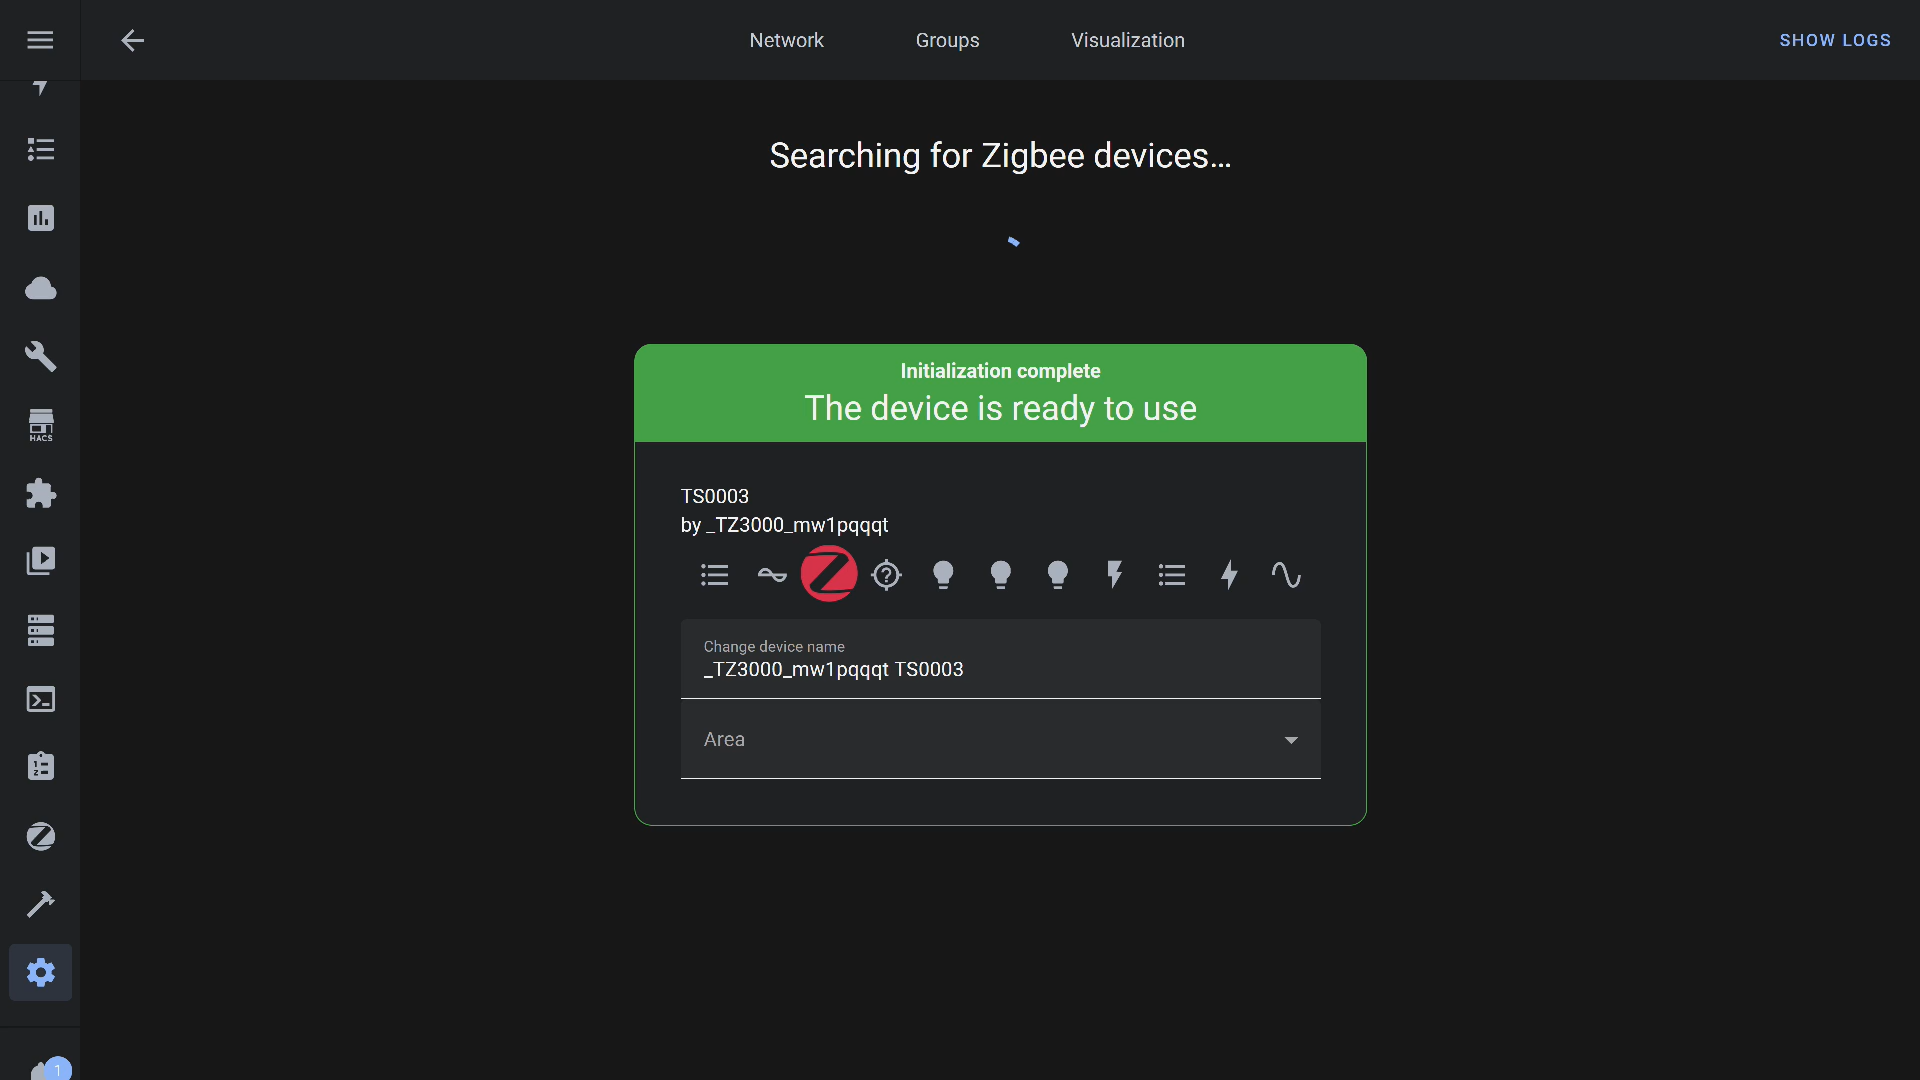 Network
Groups
Visualization
SHOW LOGS
Searching for Zigbee devices...
Initialization complete
The device is ready to use
TS0003
by _TZ3000_mw1pqqqt
Change device name
_TZ3000_mw1pqqqt TS0003
Area
HACS
1